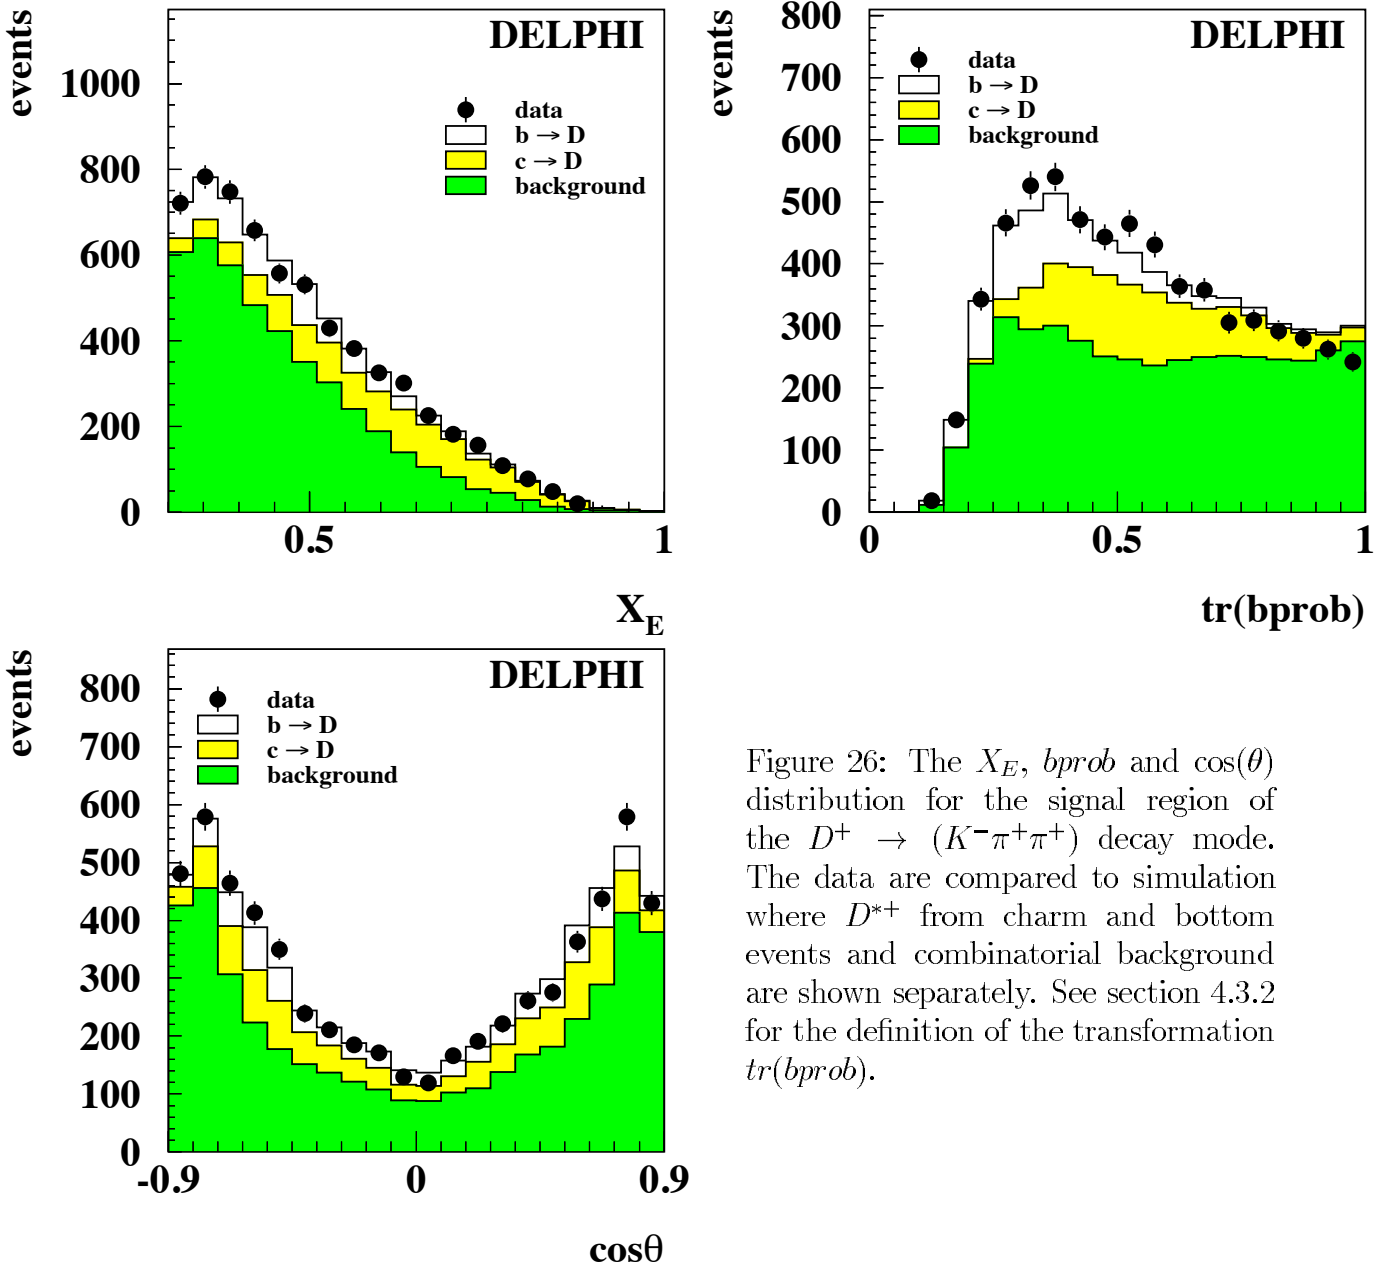 events
DELPHI
1000
800
600
400
200
0
data
b → D
c → D
background
0.5
1
X_E
events
DELPHI
800
700
600
500
400
300
200
100
0
data
b → D
c → D
background
0
0.5
1
tr(bprob)
events
DELPHI
800
700
600
500
400
300
200
100
0
data
b → D
c → D
background
-0.9
0
0.9
cosθ
Figure 26: The X_E, bprob and cos(θ)
distribution for the signal region of
the D⁺ → (K⁻π⁺π⁺) decay mode.
The data are compared to simulation
where D*⁺ from charm and bottom
events and combinatorial background
are shown separately. See section 4.3.2
for the definition of the transformation
tr(bprob).